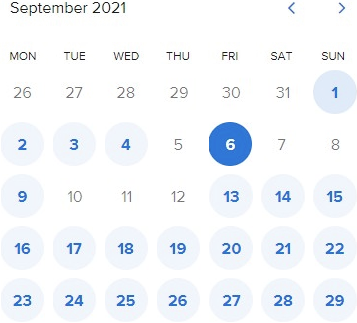 September 2021
MON TUE WED THU FRI SAT SUN
26 27 28 29 30 31 1
2 3 4 5 6 7 8
9 10 11 12 13 14 15
16 17 18 19 20 21 22
23 24 25 26 27 28 29